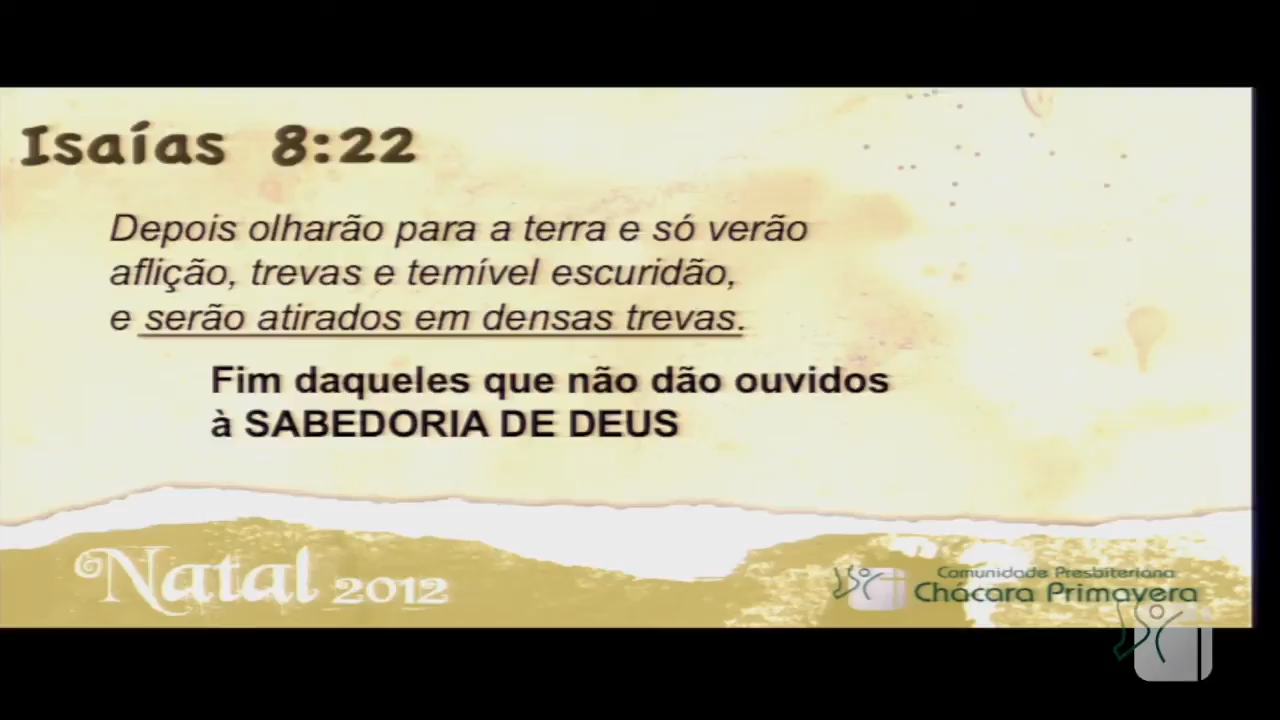 Isaías 8:22
Depois olharão para a terra e só verão
aflição, trevas e temível escuridão,
e serão atirados em densas trevas.
Fim daqueles que não dão ouvidos
à SABEDORIA DE DEUS
Natal 2012
Comunidade Presbiteriana
Chácara Primavera